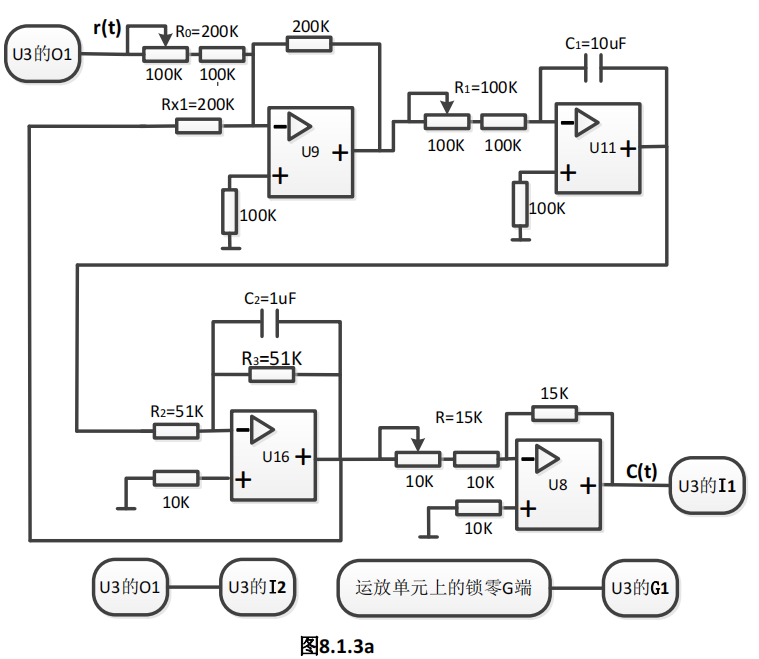 r(t)
U3的O1
R₀=200K
100K
100K
200K
Rx1=200K
U9
100K
C₁=10uF
R₁=100K
100K
100K
U11
100K
C₂=1uF
R₃=51K
R₂=51K
U16
10K
R=15K
10K
10K
15K
U8
10K
C(t)
U3的I1
U3的O1
U3的I2
运放单元上的锁零G端
U3的G1
图8.1.3a